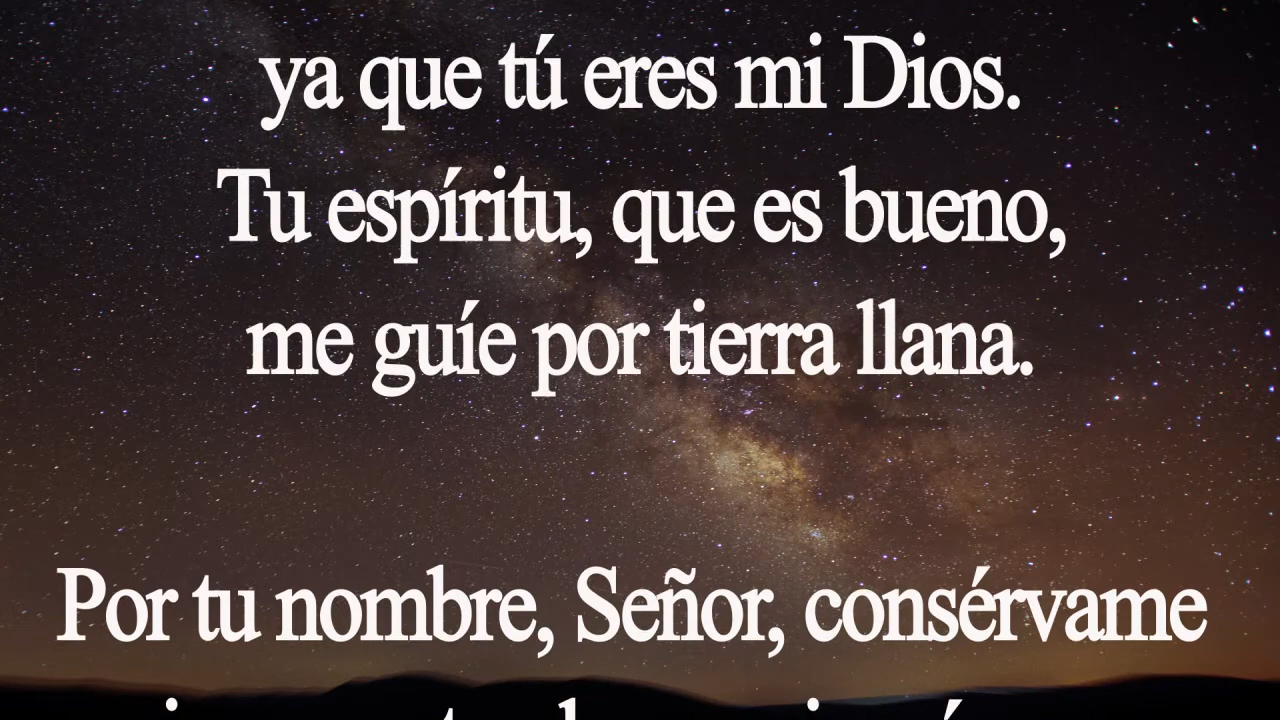 ya que tú eres mi Dios.
Tu espíritu, que es bueno,
me guíe por tierra llana.
Por tu nombre, Señor, consérvame